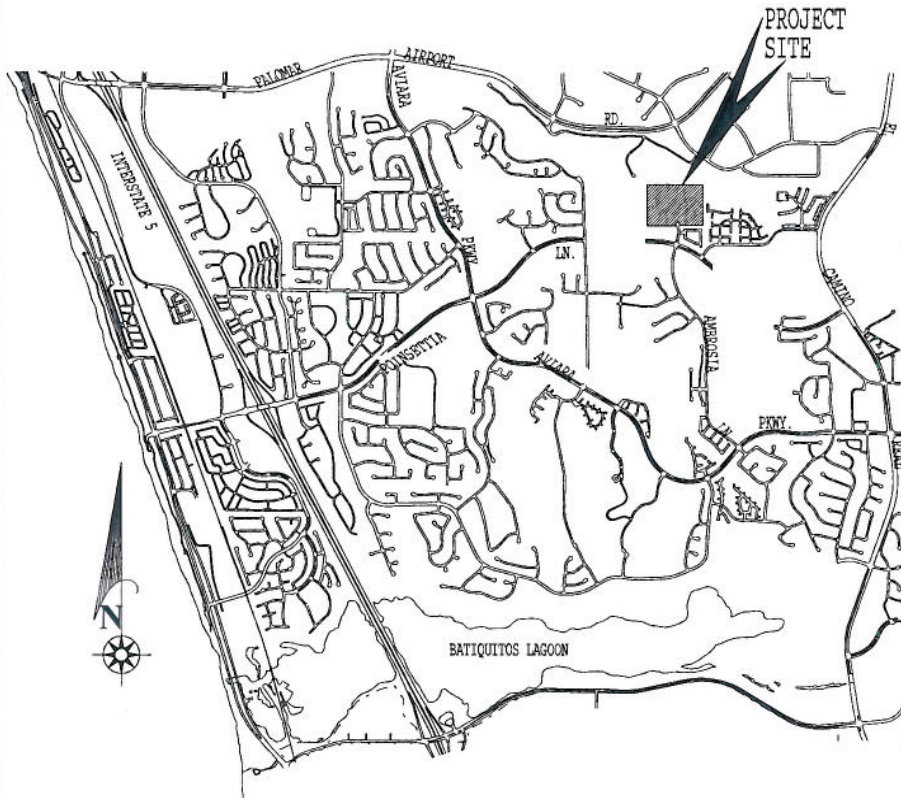 PROJECT
SITE
PALOMAR
AIRPORT
RD.
AVIARA
PKWY
INTERSTATE 5
LN.
POINSETTIA
AVIARA
PKWY.
AMBROSIA
LN
CAMINO
BATIQUITOS LAGOON
N